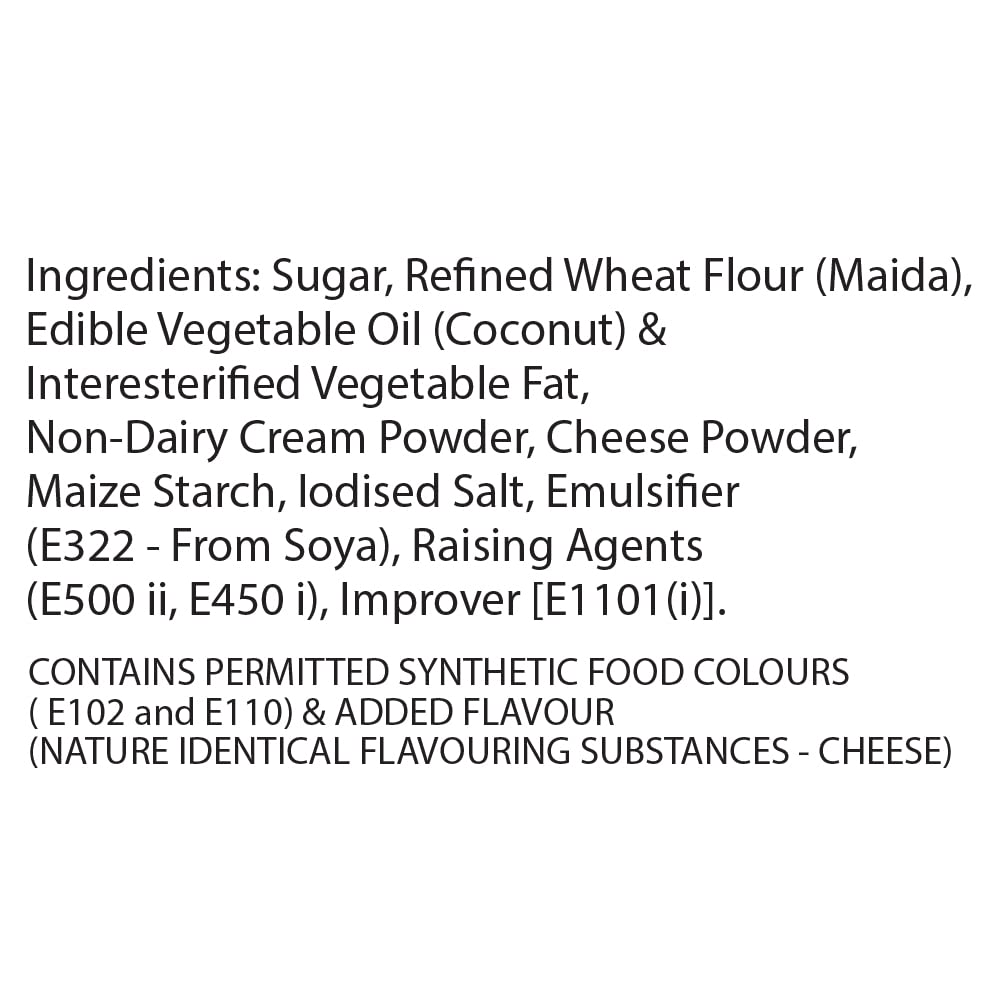 Ingredients: Sugar, Refined Wheat Flour (Maida),
Edible Vegetable Oil (Coconut) &
Interesterified Vegetable Fat,
Non-Dairy Cream Powder, Cheese Powder,
Maize Starch, Iodised Salt, Emulsifier
(E322 - From Soya), Raising Agents
(E500 ii, E450 i), Improver [E1101(i)].
CONTAINS PERMITTED SYNTHETIC FOOD COLOURS
( E102 and E110) & ADDED FLAVOUR
(NATURE IDENTICAL FLAVOURING SUBSTANCES - CHEESE)